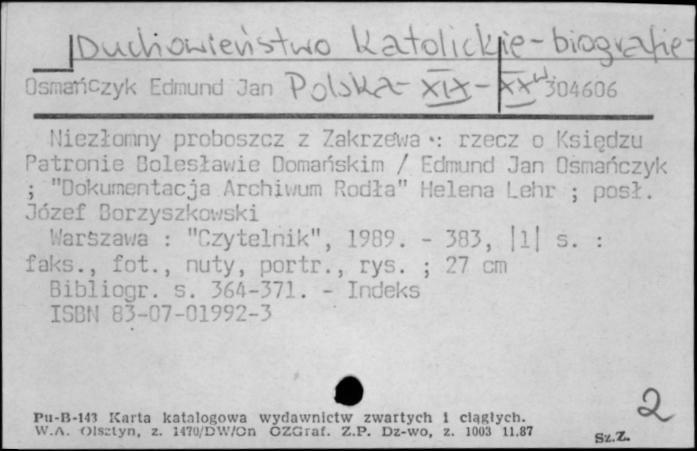 Duchowieństwo katolickie - biografie -
Osmańczyk Edmund Jan Polska - XIX - XX w. 304606
Niezłomny proboszcz z Zakrzewa : rzecz o Księdzu
Patronie Bolesławie Domańskim / Edmund Jan Osmańczyk
; "Dokumentacja Archiwum Rodła" Helena Lehr ; posł.
Józef Borzyszkowski
Warszawa : "Czytelnik", 1989. - 383, |1| s. :
faks., fot., nuty, portr., rys. ; 27 cm
Bibliogr. s. 364-371. - Indeks
ISBN 83-07-01992-3
2
Pu-B-143 Karta katalogowa wydawnictw zwartych i ciągłych.
W.A. Olsztyn, z. 1470/DW/On OZGraf. Z.P. Dz-wo, z. 1003 11.87
Sz.Z.